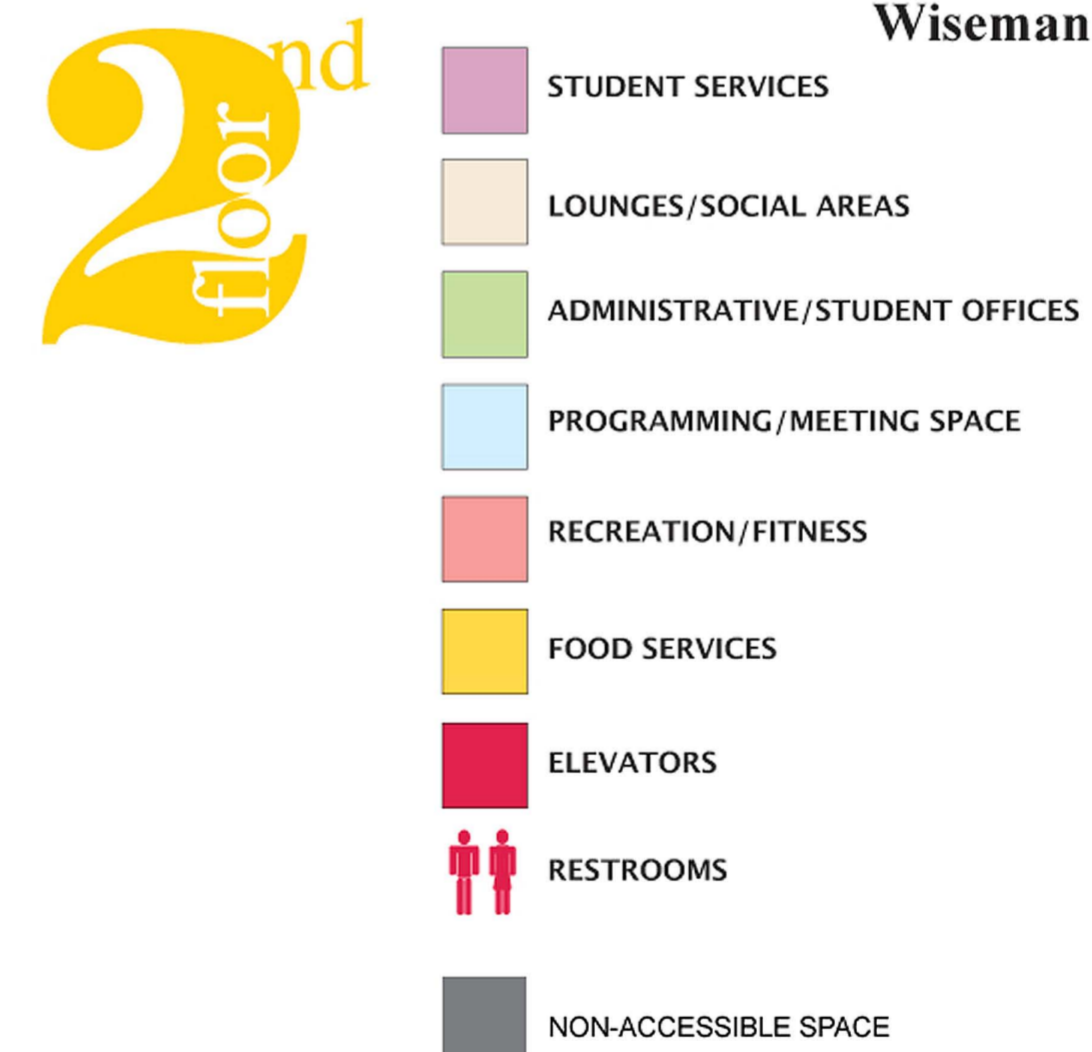 2nd
floor
Wiseman
STUDENT SERVICES
LOUNGES/SOCIAL AREAS
ADMINISTRATIVE/STUDENT OFFICES
PROGRAMMING/MEETING SPACE
RECREATION/FITNESS
FOOD SERVICES
ELEVATORS
RESTROOMS
NON-ACCESSIBLE SPACE